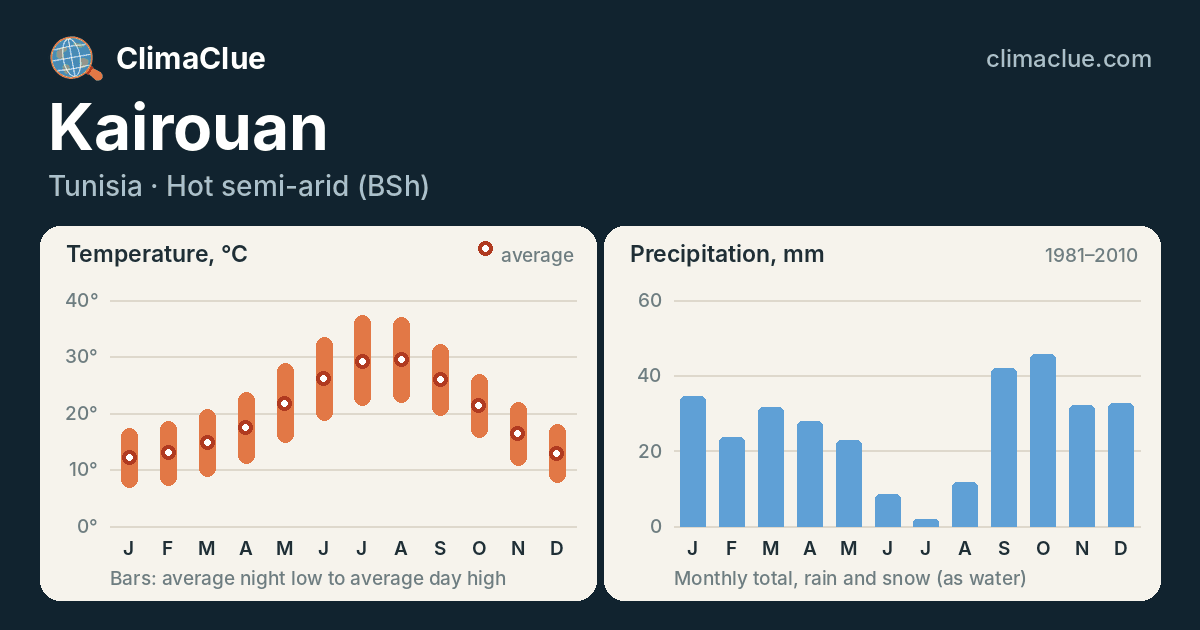 ClimaClue
climaclue.com
Kairouan
Tunisia · Hot semi-arid (BSh)
Temperature, °C
average
40°
30°
20°
10°
0°
J F M A M J J A S O N D
Bars: average night low to average day high
Precipitation, mm
1981–2010
60
40
20
0
J F M A M J J A S O N D
Monthly total, rain and snow (as water)